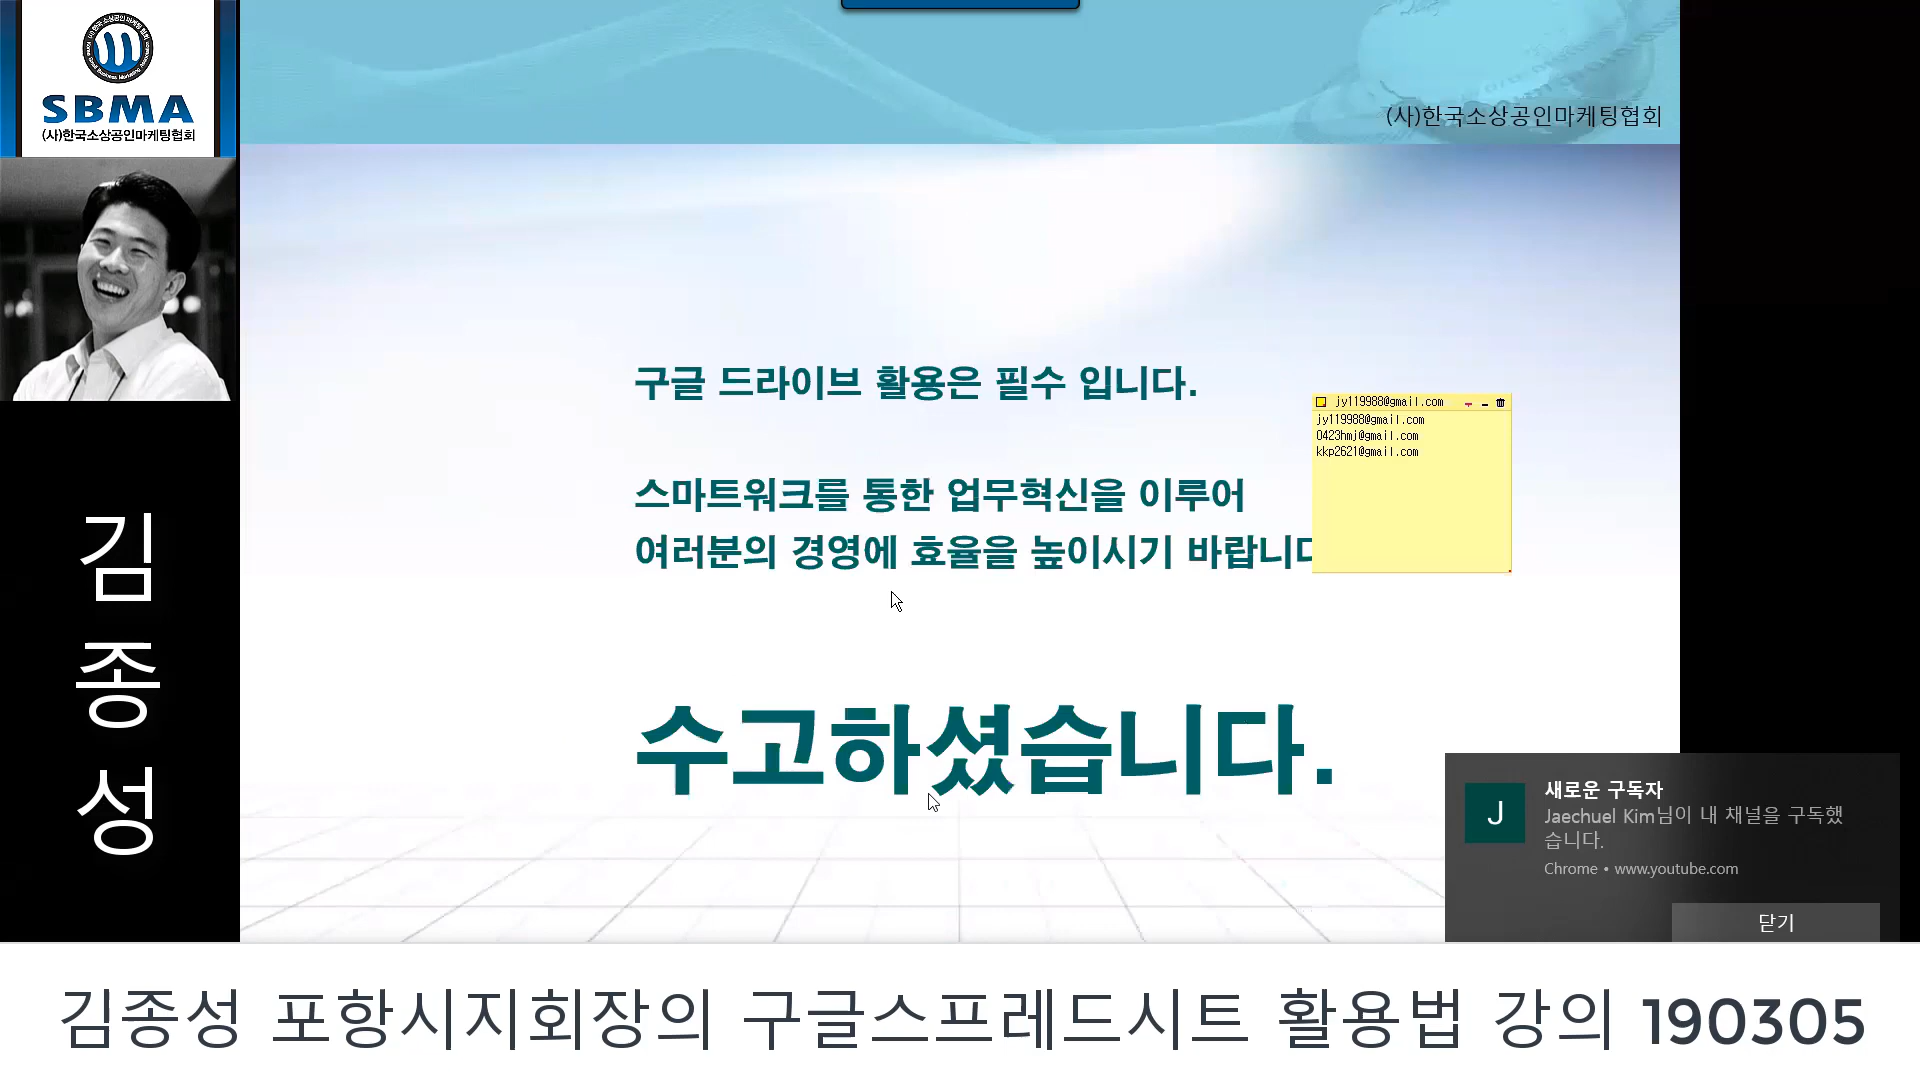 SBMA
(사)한국소상공인마케팅협회
김
종
성
(사)한국소상공인마케팅협회
구글 드라이브 활용은 필수 입니다.
스마트워크를 통한 업무혁신을 이루어
여러분의 경영에 효율을 높이시기 바랍니다
수고하셨습니다.
jy119988@gmail.com
jy119988@gmail.com
0423hmj@gmail.com
kkp2621@gmail.com
J
새로운 구독자
Jaechuel Kim님이 내 채널을 구독했
습니다.
Chrome • www.youtube.com
닫기
김종성 포항시지회장의 구글스프레드시트 활용법 강의 190305